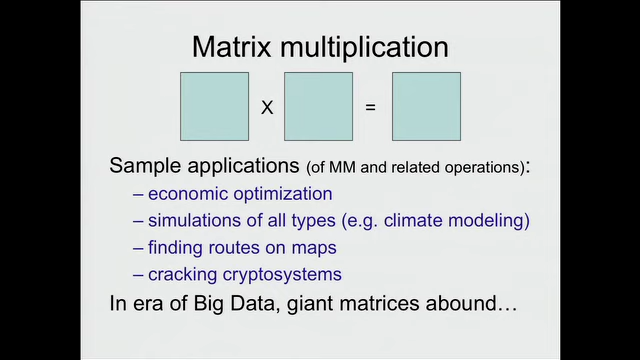 Matrix multiplication
X =
Sample applications (of MM and related operations):
– economic optimization
– simulations of all types (e.g. climate modeling)
– finding routes on maps
– cracking cryptosystems
In era of Big Data, giant matrices abound…